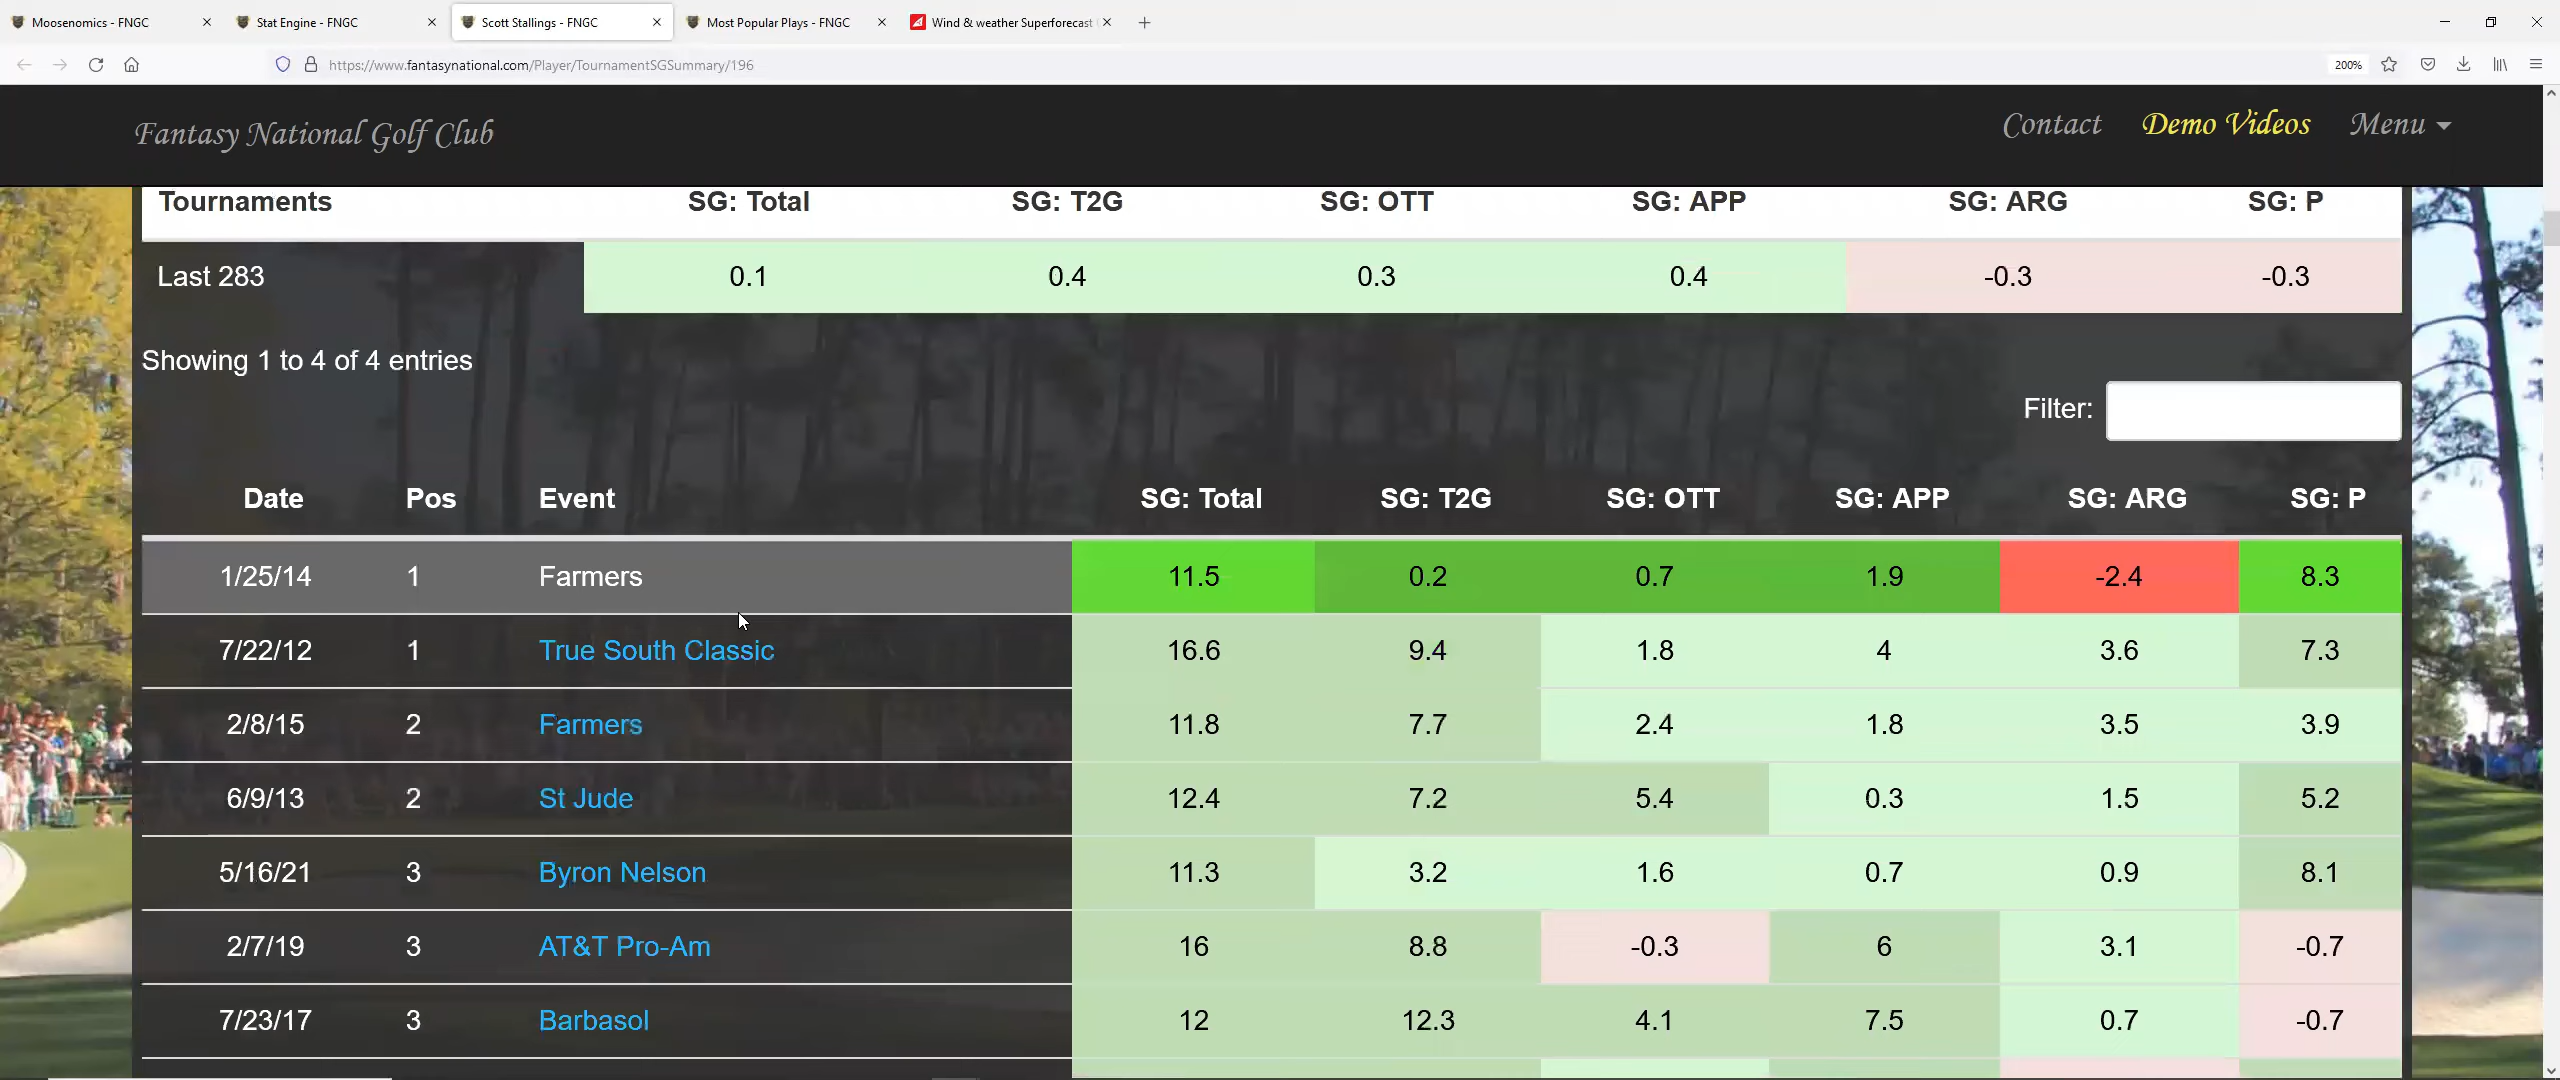 Moosenomics - FNGC
Stat Engine - FNGC
Scott Stallings - FNGC
Most Popular Plays - FNGC
Wind & weather Superforecast
https://www.fantasynational.com/Player/TournamentSGSummary/196
200%
Fantasy National Golf Club
Contact
Demo Videos
Menu
Tournaments SG: Total SG: T2G SG: OTT SG: APP SG: ARG SG: P
Last 283 0.1 0.4 0.3 0.4 -0.3 -0.3
Showing 1 to 4 of 4 entries
Filter:
Date Pos Event SG: Total SG: T2G SG: OTT SG: APP SG: ARG SG: P
1/25/14 1 Farmers 11.5 0.2 0.7 1.9 -2.4 8.3
7/22/12 1 True South Classic 16.6 9.4 1.8 4 3.6 7.3
2/8/15 2 Farmers 11.8 7.7 2.4 1.8 3.5 3.9
6/9/13 2 St Jude 12.4 7.2 5.4 0.3 1.5 5.2
5/16/21 3 Byron Nelson 11.3 3.2 1.6 0.7 0.9 8.1
2/7/19 3 AT&T Pro-Am 16 8.8 -0.3 6 3.1 -0.7
7/23/17 3 Barbasol 12 12.3 4.1 7.5 0.7 -0.7